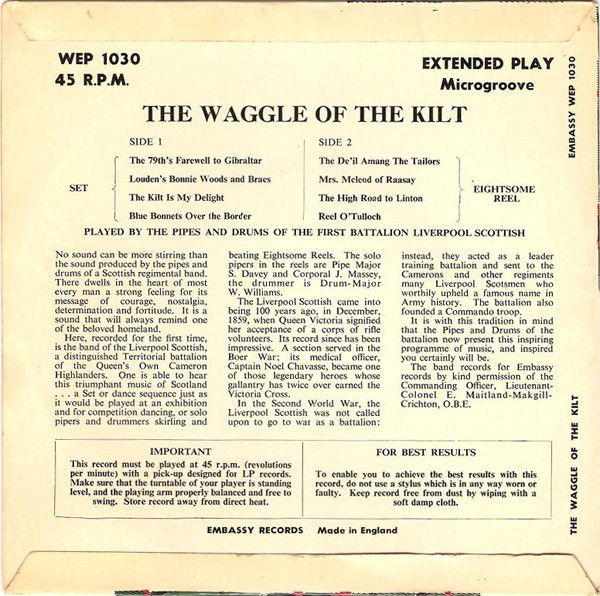 WEP 1030
45 R.P.M.
EXTENDED PLAY
Microgroove
THE WAGGLE OF THE KILT
SIDE 1
SET
The 79th's Farewell to Gibraltar
Louden's Bonnie Woods and Braes
The Kilt Is My Delight
Blue Bonnets Over the Border
SIDE 2
The De'il Amang The Tailors
Mrs. Mcleod of Raasay
The High Road to Linton
Reel O'Tulloch
EIGHTSOME
REEL
PLAYED BY THE PIPES AND DRUMS OF THE FIRST BATTALION LIVERPOOL SCOTTISH
No sound can be more stirring than
the sound produced by the pipes and
drums of a Scottish regimental band.
There dwells in the heart of most
every man a strong feeling for its
message of courage, nostalgia,
determination and fortitude. It is a
sound that will always remind one
of the beloved homeland.
Here, recorded for the first time,
is the band of the Liverpool Scottish,
a distinguished Territorial battalion
of the Queen's Own Cameron
Highlanders. One is able to hear
this triumphant music of Scotland
. . . a Set or dance sequence just as
it would be played at an exhibition
and for competition dancing, or solo
pipers and drummers skirling and
beating Eightsome Reels. The solo
pipers in the reels are Pipe Major
S. Davey and Corporal J. Massey,
the drummer is Drum-Major
W. Williams.
The Liverpool Scottish came into
being 100 years ago, in December,
1859, when Queen Victoria signified
her acceptance of a corps of rifle
volunteers. Its record since has been
impressive. A section served in the
Boer War; its medical officer,
Captain Noel Chavasse, became one
of those legendary heroes whose
gallantry has twice over earned the
Victoria Cross.
In the Second World War, the
Liverpool Scottish was not called
upon to go to wat as a battalion:
instead, they acted as a leader
training battalion and sent to the
Camerons and other regiments
many Liverpool Scotsmen who
worthily upheld a famous name in
Army history. The battalion also
founded a Commando troop.
It is with this tradition in mind
that the Pipes and Drums of the
battalion now present this inspiring
programme of music, and inspired
you certainly will be.
The band records for Embassy
records by kind permission of the
Commanding Officer, Lieutenant-
Colonel E. Maitland-Makgill-
Crichton, O.B.E.
IMPORTANT
This record must be played at 45 r.p.m. (revolutions
per minute) with a pick-up designed for LP records.
Make sure that the turntable of your player is standing
level, and the playing arm properly balanced and free to
swing. Store record away from direct heat.
FOR BEST RESULTS
To enable you to achieve the best results with this
record, do not use a stylus which is in any way worn or
faulty. Keep record free from dust by wiping with a
soft damp cloth.
EMBASSY RECORDS Made in England
EMBASSY WEP 1030
THE WAGGLE OF THE KILT